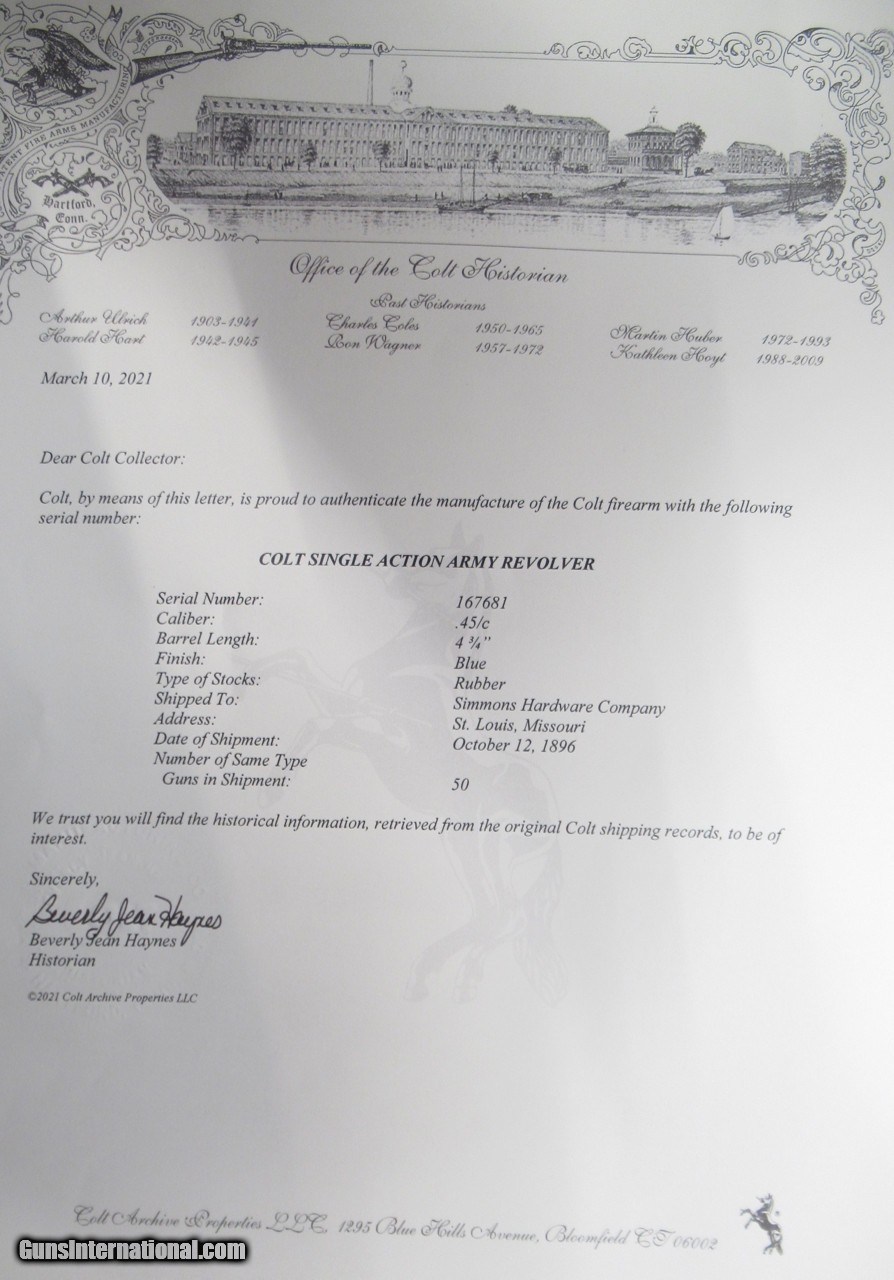 PATENT FIRE ARMS MANUFACTURING
Hartford,
Conn.
Office of the Colt Historian
Past Historians
Arthur Ulrich 1903-1941 Charles Coles 1950-1965 Martin Huber 1972-1993
Harold Hart 1942-1945 Ron Wagner 1957-1972 Kathleen Hoyt 1988-2009
March 10, 2021
Dear Colt Collector:
Colt, by means of this letter, is proud to authenticate the manufacture of the Colt firearm with the following
serial number:
COLT SINGLE ACTION ARMY REVOLVER
Serial Number: 167681
Caliber: .45/c
Barrel Length: 4 ¾"
Finish: Blue
Type of Stocks: Rubber
Shipped To: Simmons Hardware Company
Address: St. Louis, Missouri
Date of Shipment: October 12, 1896
Number of Same Type
Guns in Shipment: 50
We trust you will find the historical information, retrieved from the original Colt shipping records, to be of
interest.
Sincerely,
Beverly Jean Haynes
Beverly Jean Haynes
Historian
©2021 Colt Archive Properties LLC
Colt Archive Properties LLC, 1295 Blue Hills Avenue, Bloomfield CT 06002
GunsInternational.com